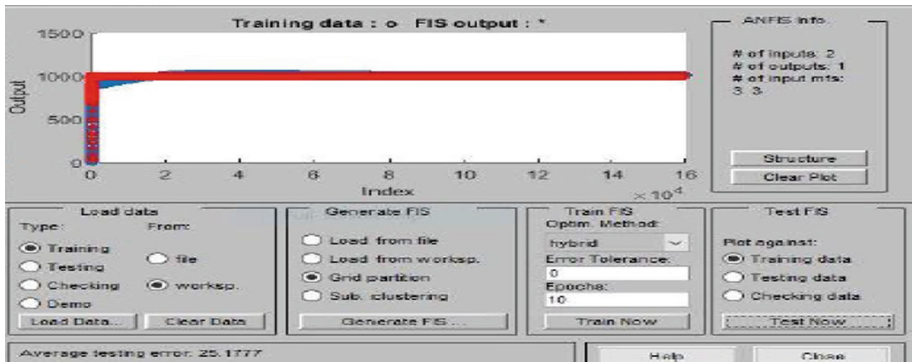 Training data : o FIS output : *
1500
1000
500
0
Output
0 2 4 6 8 10 12 14 16
Index
× 10⁴
ANFIS Info.
# of inputs: 2
# of outputs: 1
# of input mfs:
3 3
Structure
Clear Plot
Load data
Type: From:
Training
Testing
Checking
Demo
file
worksp.
Load Data... Clear Data
Generate FIS
Load from file
Load from worksp.
Grid partition
Sub. clustering
Generate FIS ...
Train FIS
Optim. Method:
hybrid
Error Tolerance:
0
Epochs:
10
Train Now
Test FIS
Plot against:
Training data
Testing data
Checking data
Test Now
Average testing error: 25.1777
Help Close